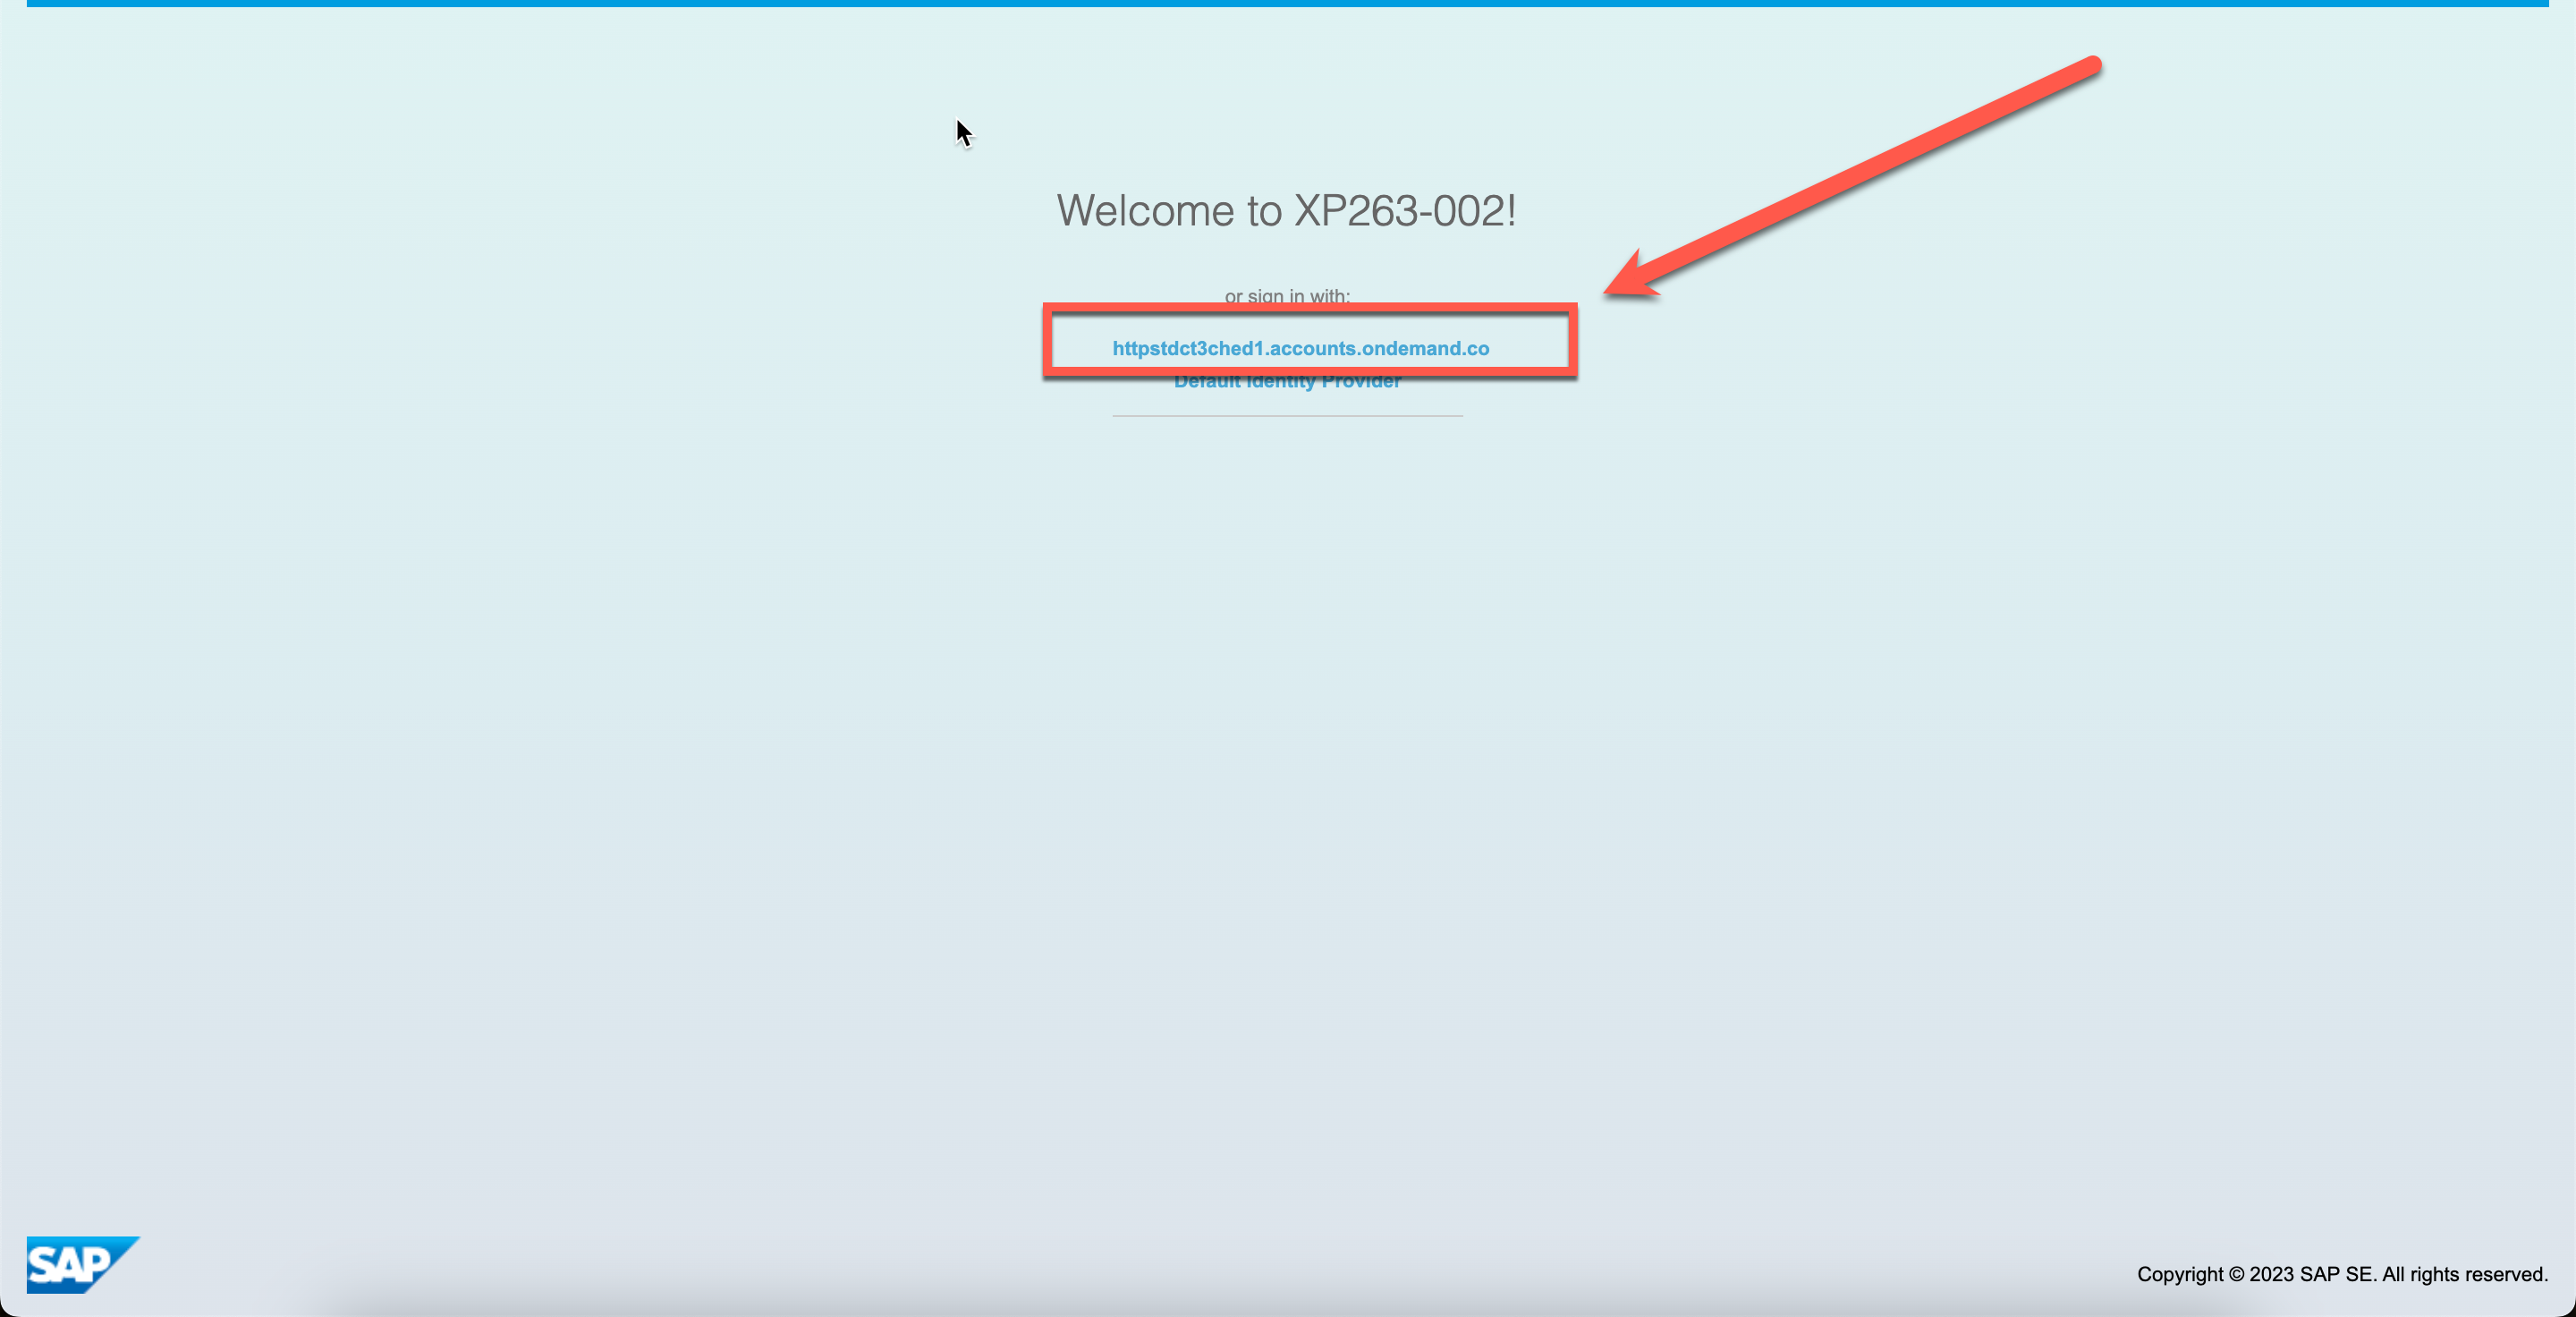 Welcome to XP263-002!
or sign in with:
httpstdct3ched1.accounts.ondemand.co
Default Identity Provider
SAP
Copyright © 2023 SAP SE. All rights reserved.